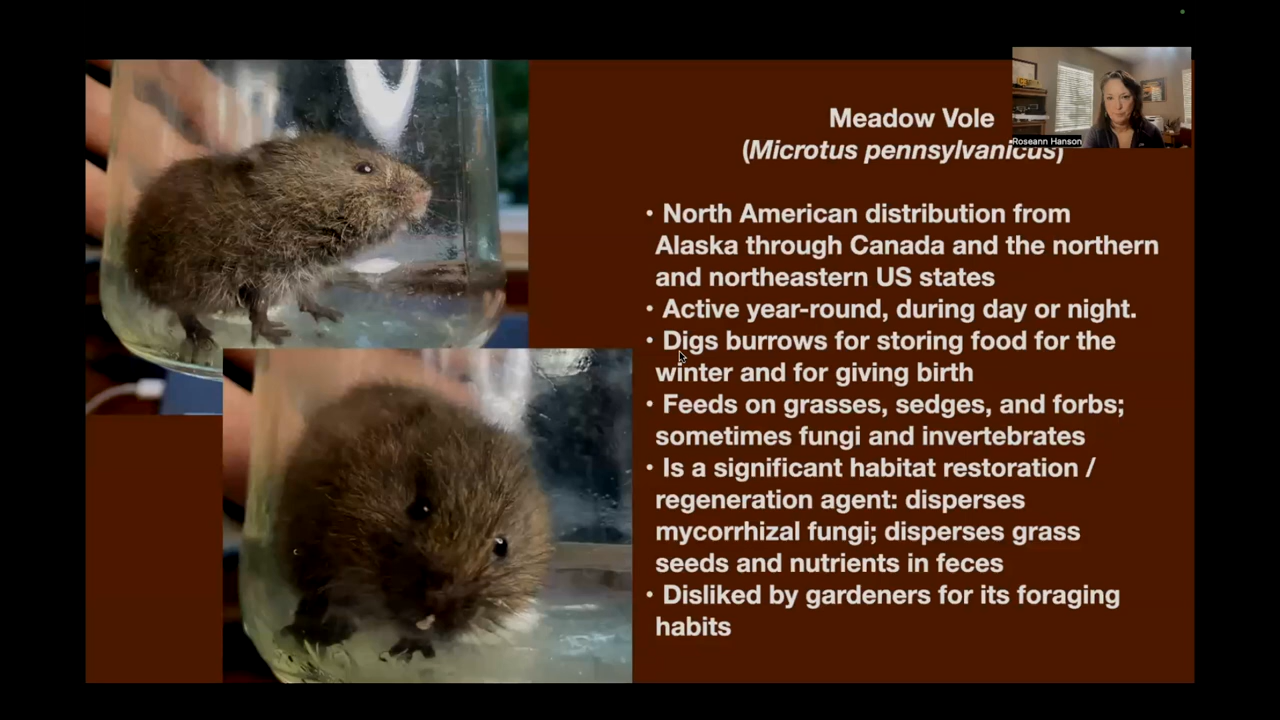 Meadow Vole
(Microtus pennsylvanicus)
Roseann Hanson
• North American distribution from
Alaska through Canada and the northern
and northeastern US states
• Active year-round, during day or night.
• Digs burrows for storing food for the
winter and for giving birth
• Feeds on grasses, sedges, and forbs;
sometimes fungi and invertebrates
• Is a significant habitat restoration /
regeneration agent: disperses
mycorrhizal fungi; disperses grass
seeds and nutrients in feces
• Disliked by gardeners for its foraging
habits